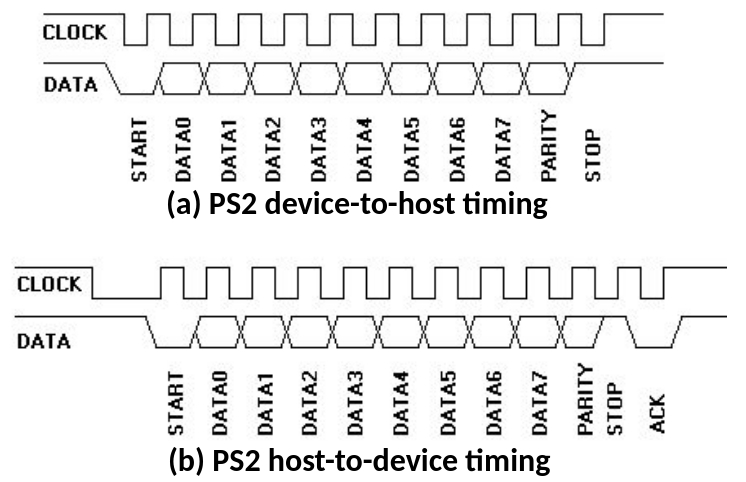 CLOCK
DATA
START DATA0 DATA1 DATA2 DATA3 DATA4 DATA5 DATA6 DATA7 PARITY STOP
(a) PS2 device-to-host timing
CLOCK
DATA
START DATA0 DATA1 DATA2 DATA3 DATA4 DATA5 DATA6 DATA7 PARITY STOP ACK
(b) PS2 host-to-device timing